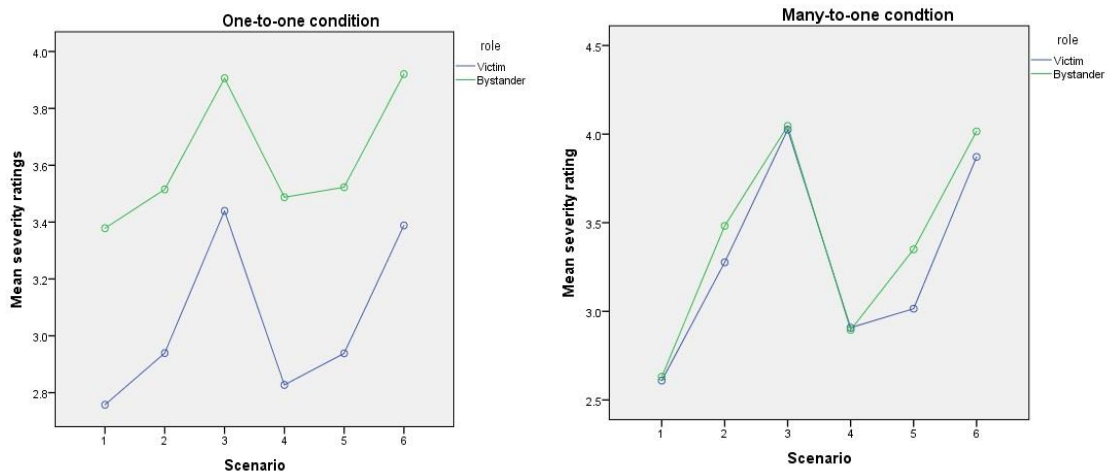 One-to-one condition
role
Victim
Bystander
Mean severity ratings
4.0
3.8
3.6
3.4
3.2
3.0
2.8
1 2 3 4 5 6
Scenario
Many-to-one condtion
role
Victim
Bystander
Mean severity rating
4.5
4.0
3.5
3.0
2.5
1 2 3 4 5 6
Scenario